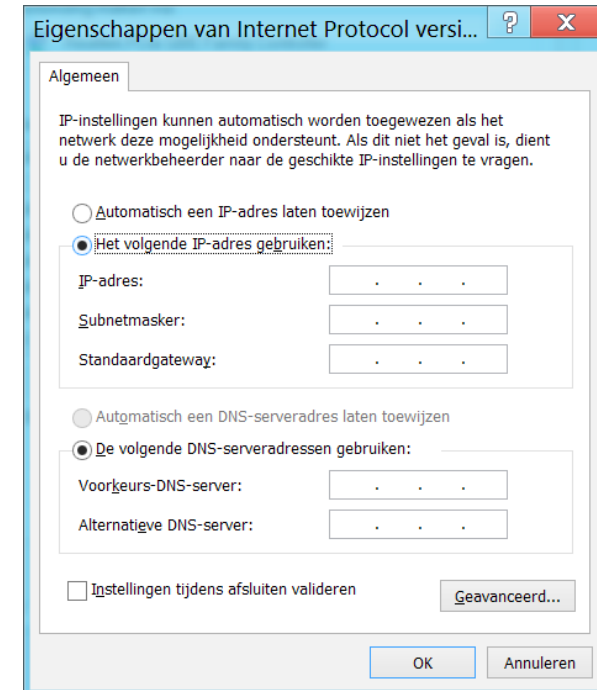 Eigenschappen van Internet Protocol versi...
?
X
Algemeen
IP-instellingen kunnen automatisch worden toegewezen als het
netwerk deze mogelijkheid ondersteunt. Als dit niet het geval is, dient
u de netwerkbeheerder naar de geschikte IP-instellingen te vragen.
Automatisch een IP-adres laten toewijzen
Het volgende IP-adres gebruiken:
IP-adres: . . .
Subnetmasker: . . .
Standaardgateway: . . .
Automatisch een DNS-serveradres laten toewijzen
De volgende DNS-serveradressen gebruiken:
Voorkeurs-DNS-server: . . .
Alternatieve DNS-server: . . .
Instellingen tijdens afsluiten valideren
Geavanceerd...
OK
Annuleren